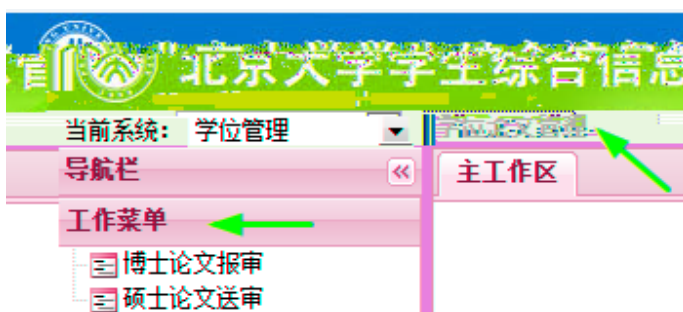 北京大学学生综合信息
当前系统： 学位管理
导航栏
主工作区
工作菜单
博士论文报审
硕士论文送审